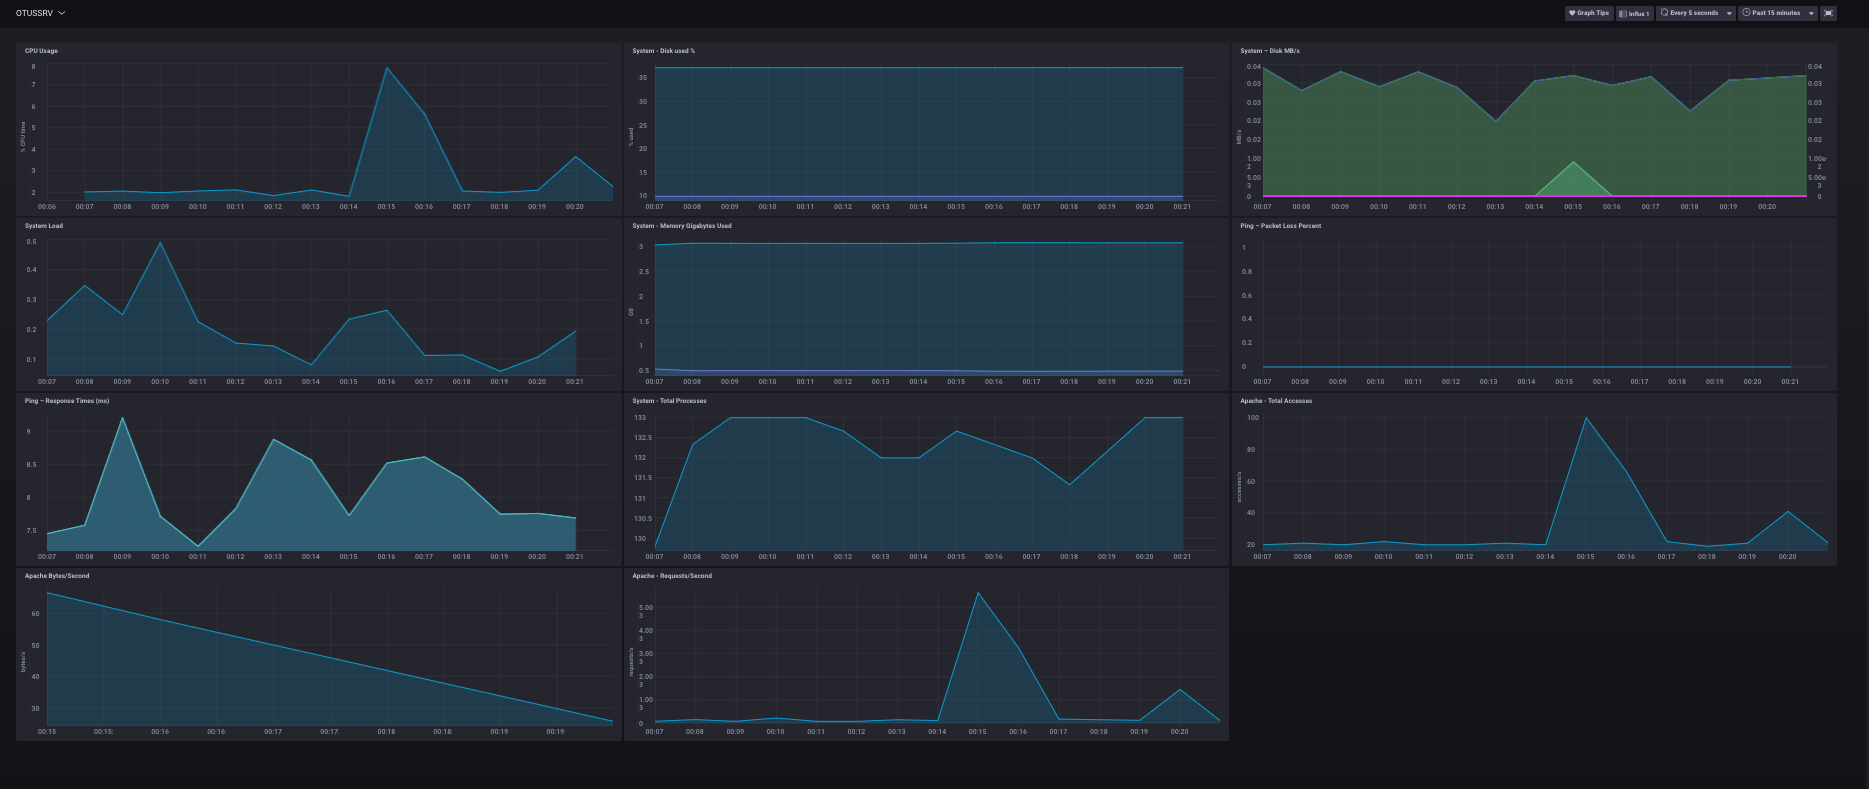 OTUSSRV
Graph Tips
Influx 1
Every 5 seconds
Past 15 minutes
CPU Usage
% CPU time
8
7
6
5
4
3
2
00:06 00:07 00:08 00:09 00:10 00:11 00:12 00:13 00:14 00:15 00:16 00:17 00:18 00:19 00:20
System - Disk used %
% used
35
30
25
20
15
10
00:07 00:08 00:09 00:10 00:11 00:12 00:13 00:14 00:15 00:16 00:17 00:18 00:19 00:20 00:21
System – Disk MB/s
MB/s
0.04 0.04
0.03 0.03
0.03 0.03
0.02 0.02
0.02 0.02
1.00 1.00e-
2 2
5.00 5.00e-
3 3
0 0
00:07 00:08 00:09 00:10 00:11 00:12 00:13 00:14 00:15 00:16 00:17 00:18 00:19 00:20
System Load
0.5
0.4
0.3
0.2
0.1
00:07 00:08 00:09 00:10 00:11 00:12 00:13 00:14 00:15 00:16 00:17 00:18 00:19 00:20 00:21
System - Memory Gigabytes Used
GB
3
2.5
2
1.5
1
0.5
00:07 00:08 00:09 00:10 00:11 00:12 00:13 00:14 00:15 00:16 00:17 00:18 00:19 00:20 00:21
Ping – Packet Loss Percent
1
0.8
0.6
0.4
0.2
0
00:07 00:08 00:09 00:10 00:11 00:12 00:13 00:14 00:15 00:16 00:17 00:18 00:19 00:20 00:21
Ping – Response Times (ms)
9
8.5
8
7.5
00:07 00:08 00:09 00:10 00:11 00:12 00:13 00:14 00:15 00:16 00:17 00:18 00:19 00:20 00:21
System - Total Processes
133
132.5
132
131.5
131
130.5
130
00:07 00:08 00:09 00:10 00:11 00:12 00:13 00:14 00:15 00:16 00:17 00:18 00:19 00:20 00:21
Apache - Total Accesses
accesses/s
100
80
60
40
20
00:07 00:08 00:09 00:10 00:11 00:12 00:13 00:14 00:15 00:16 00:17 00:18 00:19 00:20
Apache Bytes/Second
bytes/s
60
50
40
30
00:15 00:15: 00:16 00:16: 00:17 00:17: 00:18 00:18 00:19 00:19
Apache - Requests/Second
requests/s
5.00
3
4.00
3
3.00
3
2.00
3
1.00
3
0
00:07 00:08 00:09 00:10 00:11 00:12 00:13 00:14 00:15 00:16 00:17 00:18 00:19 00:20